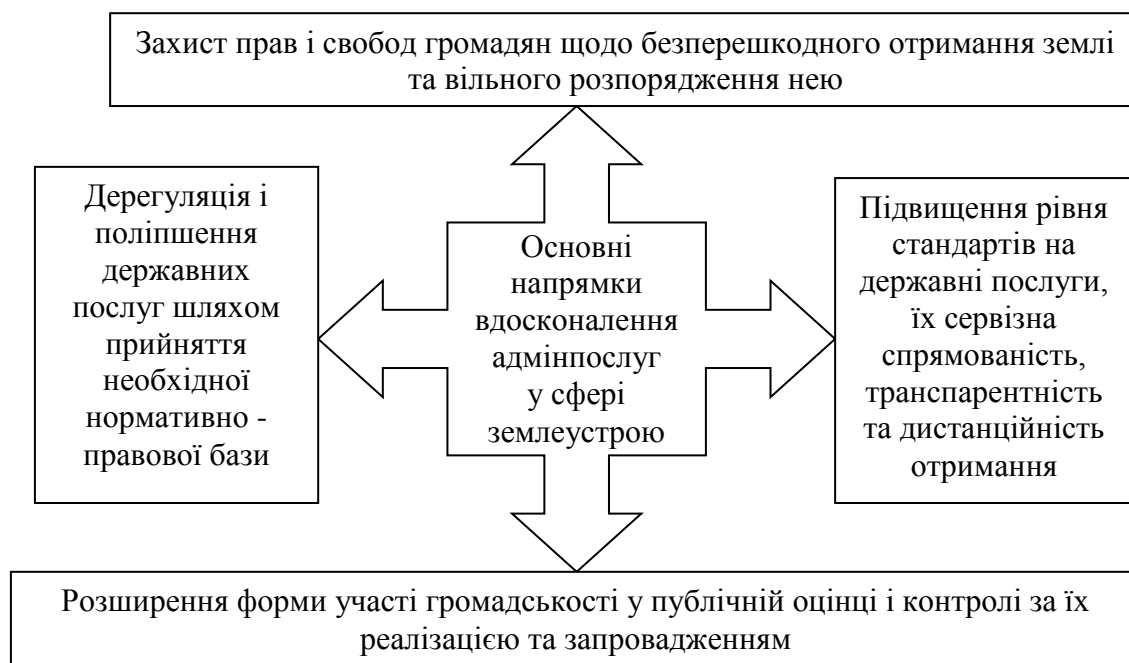 Захист прав і свобод громадян щодо безперешкодного отримання землі
та вільного розпорядження нею
Дерегуляція і
поліпшення
державних
послуг шляхом
прийняття
необхідної
нормативно -
правової бази
Основні
напрямки
вдосконалення
адмінпослуг
у сфері
землеустрою
Підвищення рівня
стандартів на
державні послуги,
їх сервізна
спрямованість,
транспарентність
та дистанційність
отримання
Розширення форми участі громадськості у публічній оцінці і контролі за їх
реалізацією та запровадженням